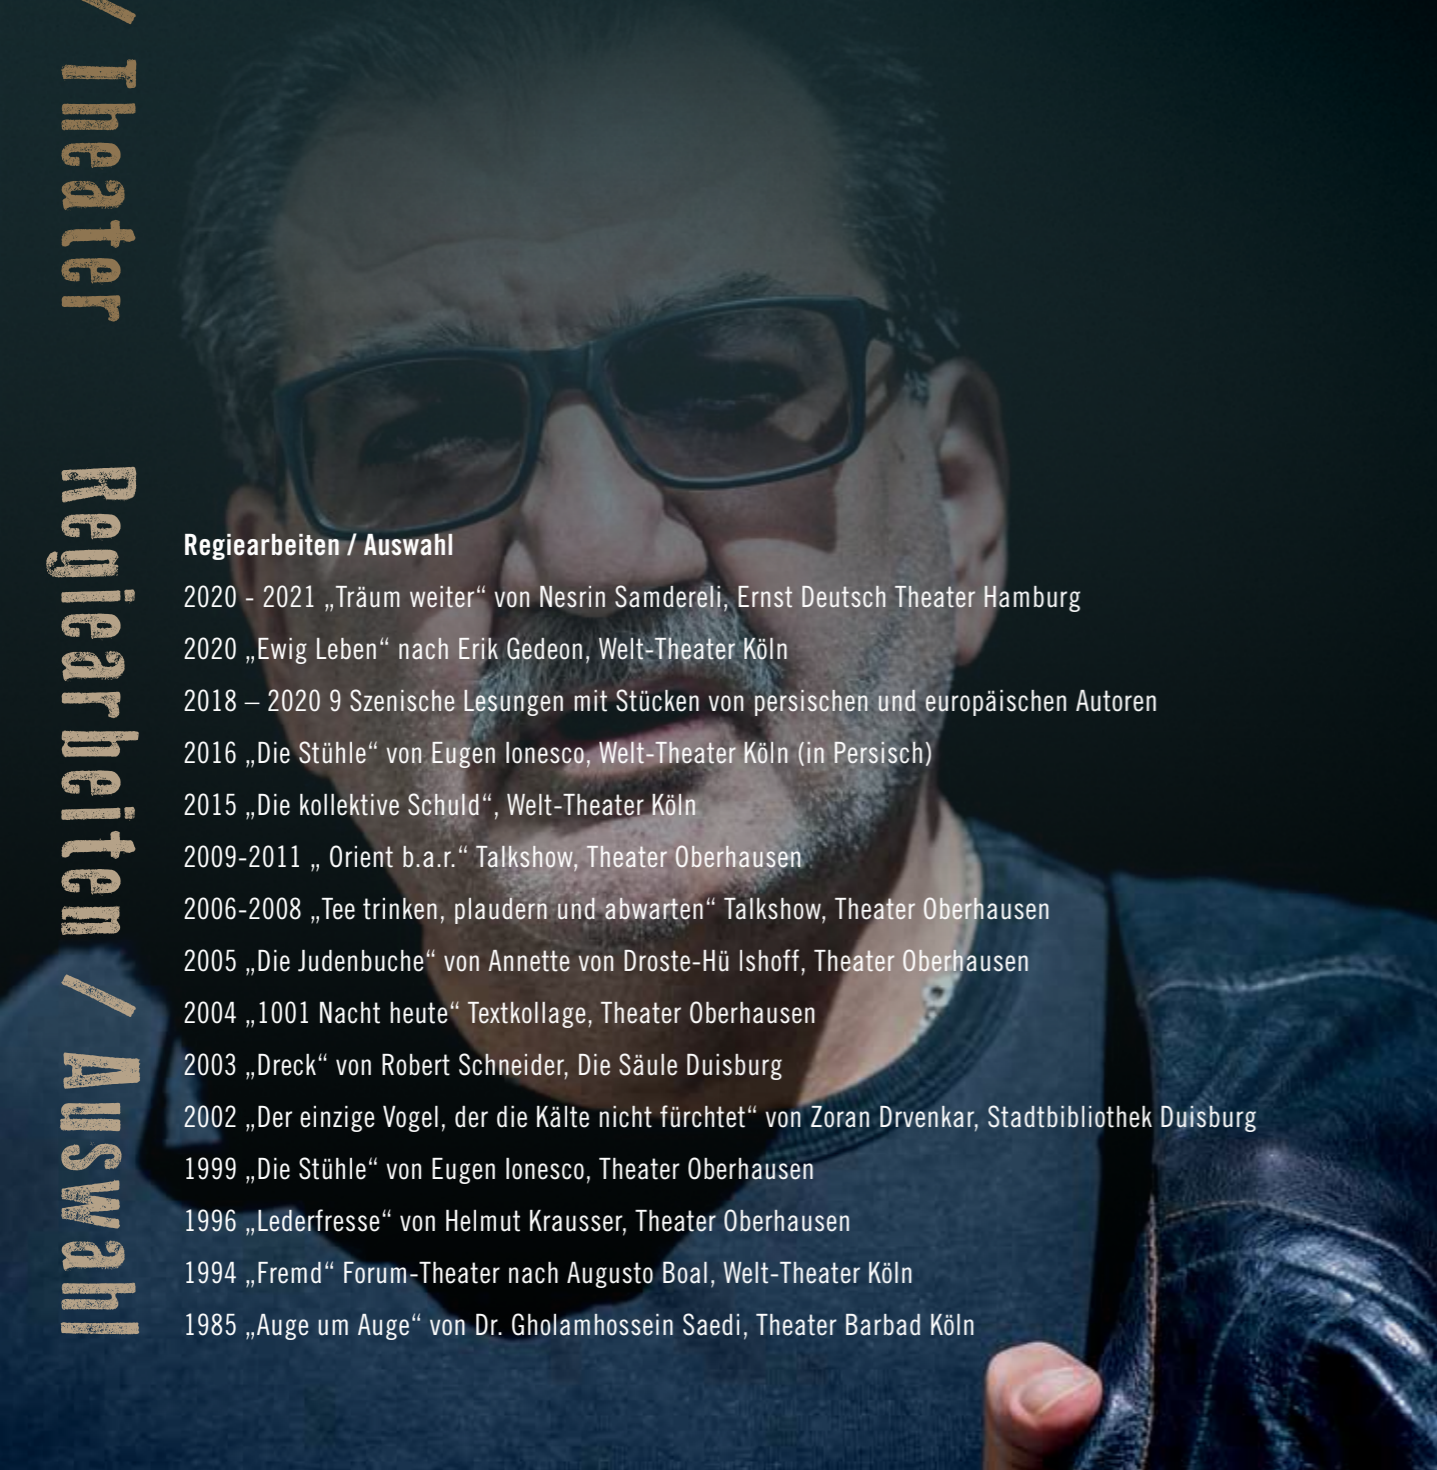 / Theater
Regiearbeiten / Auswahl
Regiearbeiten / Auswahl
2020 - 2021 „Träum weiter“ von Nesrin Samdereli, Ernst Deutsch Theater Hamburg
2020 „Ewig Leben“ nach Erik Gedeon, Welt-Theater Köln
2018 – 2020 9 Szenische Lesungen mit Stücken von persischen und europäischen Autoren
2016 „Die Stühle“ von Eugen Ionesco, Welt-Theater Köln (in Persisch)
2015 „Die kollektive Schuld“, Welt-Theater Köln
2009-2011 „ Orient b.a.r.“ Talkshow, Theater Oberhausen
2006-2008 „Tee trinken, plaudern und abwarten“ Talkshow, Theater Oberhausen
2005 „Die Judenbuche“ von Annette von Droste-Hü lshoff, Theater Oberhausen
2004 „1001 Nacht heute“ Textkollage, Theater Oberhausen
2003 „Dreck“ von Robert Schneider, Die Säule Duisburg
2002 „Der einzige Vogel, der die Kälte nicht fürchtet“ von Zoran Drvenkar, Stadtbibliothek Duisburg
1999 „Die Stühle“ von Eugen Ionesco, Theater Oberhausen
1996 „Lederfresse“ von Helmut Krausser, Theater Oberhausen
1994 „Fremd“ Forum-Theater nach Augusto Boal, Welt-Theater Köln
1985 „Auge um Auge“ von Dr. Gholamhossein Saedi, Theater Barbad Köln